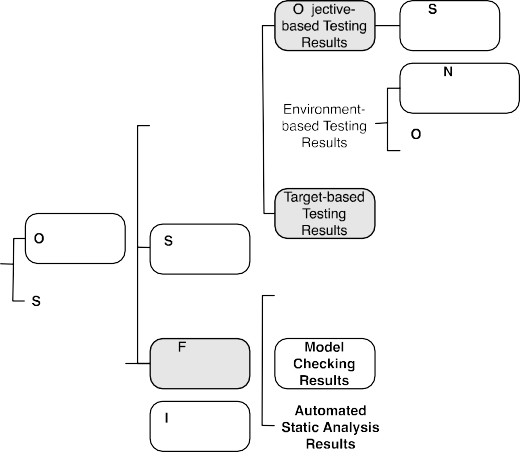 O jective-
based Testing
Results
S
N
Environment-
based Testing
Results
O
Target-based
Testing
Results
O
S
S
F
Model
Checking
Results
I
Automated
Static Analysis
Results